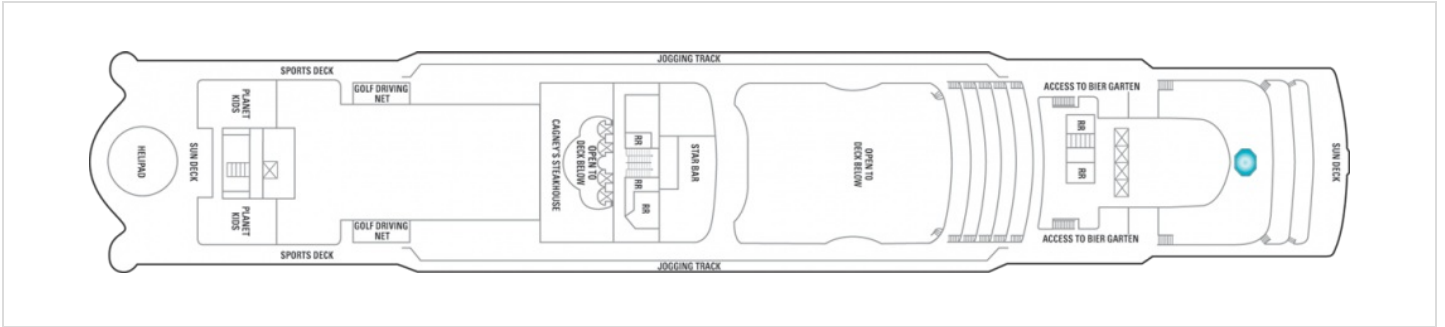 JOGGING TRACK
SPORTS DECK
GOLF DRIVING
NET
PLANET
KIDS
HELIPAD
SUN DECK
PLANET
KIDS
GOLF DRIVING
NET
SPORTS DECK
CAGNEY'S STEAKHOUSE
OPEN TO
DECK BELOW
RR
RR
RR
STAR BAR
OPEN TO
DECK BELOW
ACCESS TO BIER GARTEN
RR
RR
ACCESS TO BIER GARTEN
SUN DECK
JOGGING TRACK